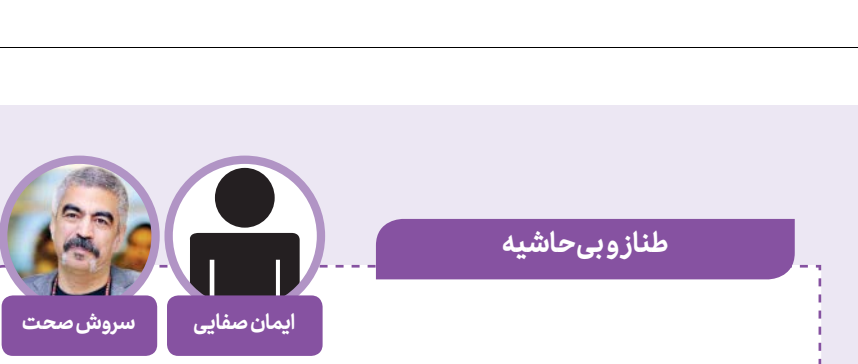 طناز و بی‌حاشیه
ایمان صفایی
سروش صحت